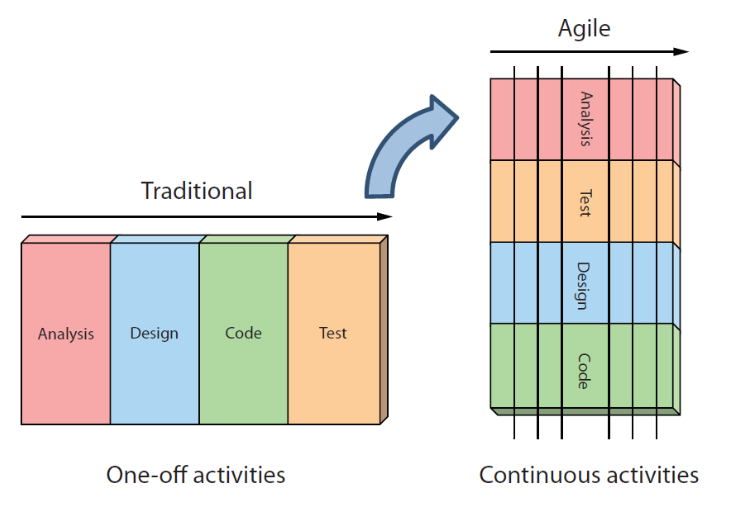 Traditional
Analysis
Design
Code
Test
One-off activities
Agile
Analysis
Test
Design
Code
Continuous activities